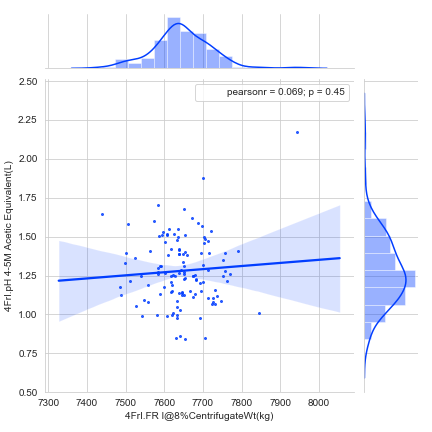 pearsonr = 0.069; p = 0.45
2.50
2.25
2.00
1.75
1.50
1.25
1.00
0.75
0.50
4FrI.pH 4-5M Acetic Equivalent(L)
7300 7400 7500 7600 7700 7800 7900 8000
4FrI.FR I@8%CentrifugateWt(kg)